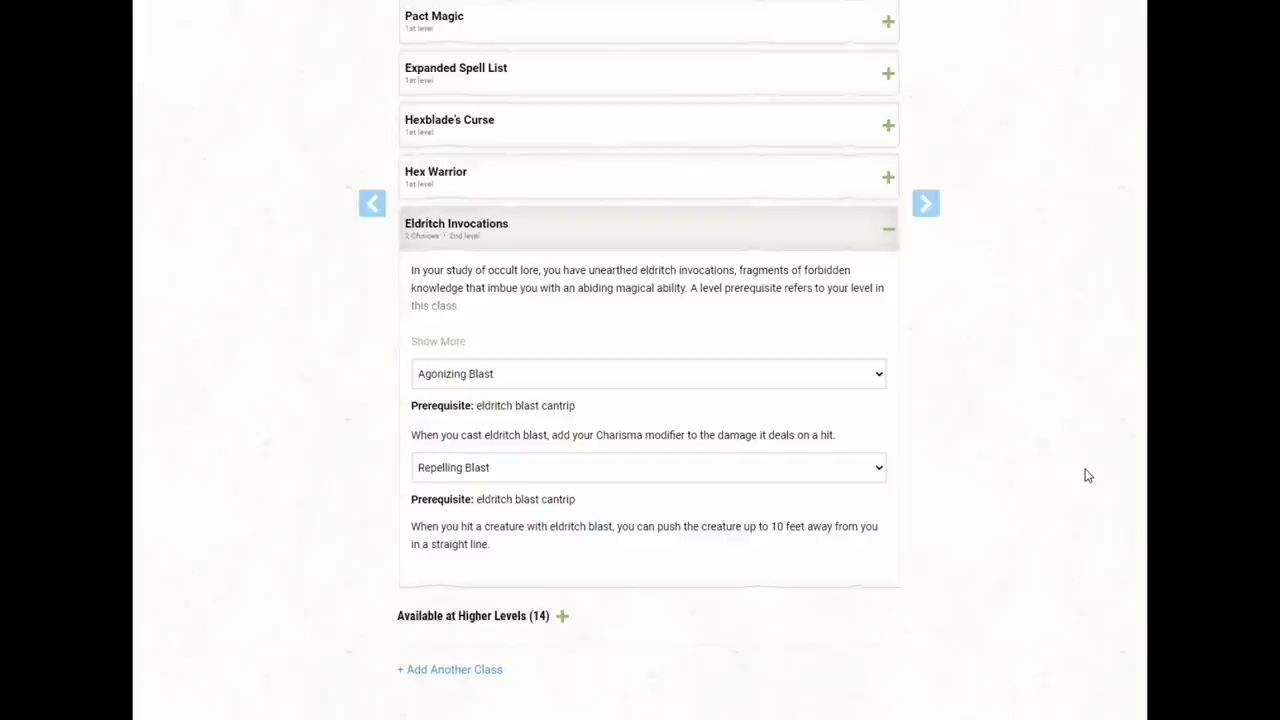 Pact Magic
1st level
Expanded Spell List
1st level
Hexblade's Curse
1st level
Hex Warrior
1st level
Eldritch Invocations
2 Choices • 2nd level
In your study of occult lore, you have unearthed eldritch invocations, fragments of forbidden
knowledge that imbue you with an abiding magical ability. A level prerequisite refers to your level in
this class.
Show More
Agonizing Blast
Prerequisite: eldritch blast cantrip
When you cast eldritch blast, add your Charisma modifier to the damage it deals on a hit.
Repelling Blast
Prerequisite: eldritch blast cantrip
When you hit a creature with eldritch blast, you can push the creature up to 10 feet away from you
in a straight line.
Available at Higher Levels (14)
+ Add Another Class